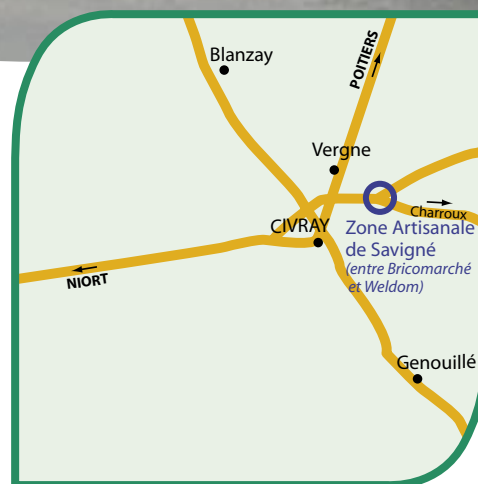 Blanzay
POITIERS
Vergne
Charroux
CIVRAY
Zone Artisanale
de Savigné
(entre Bricomarché
et Weldom)
NIORT
Genouillé